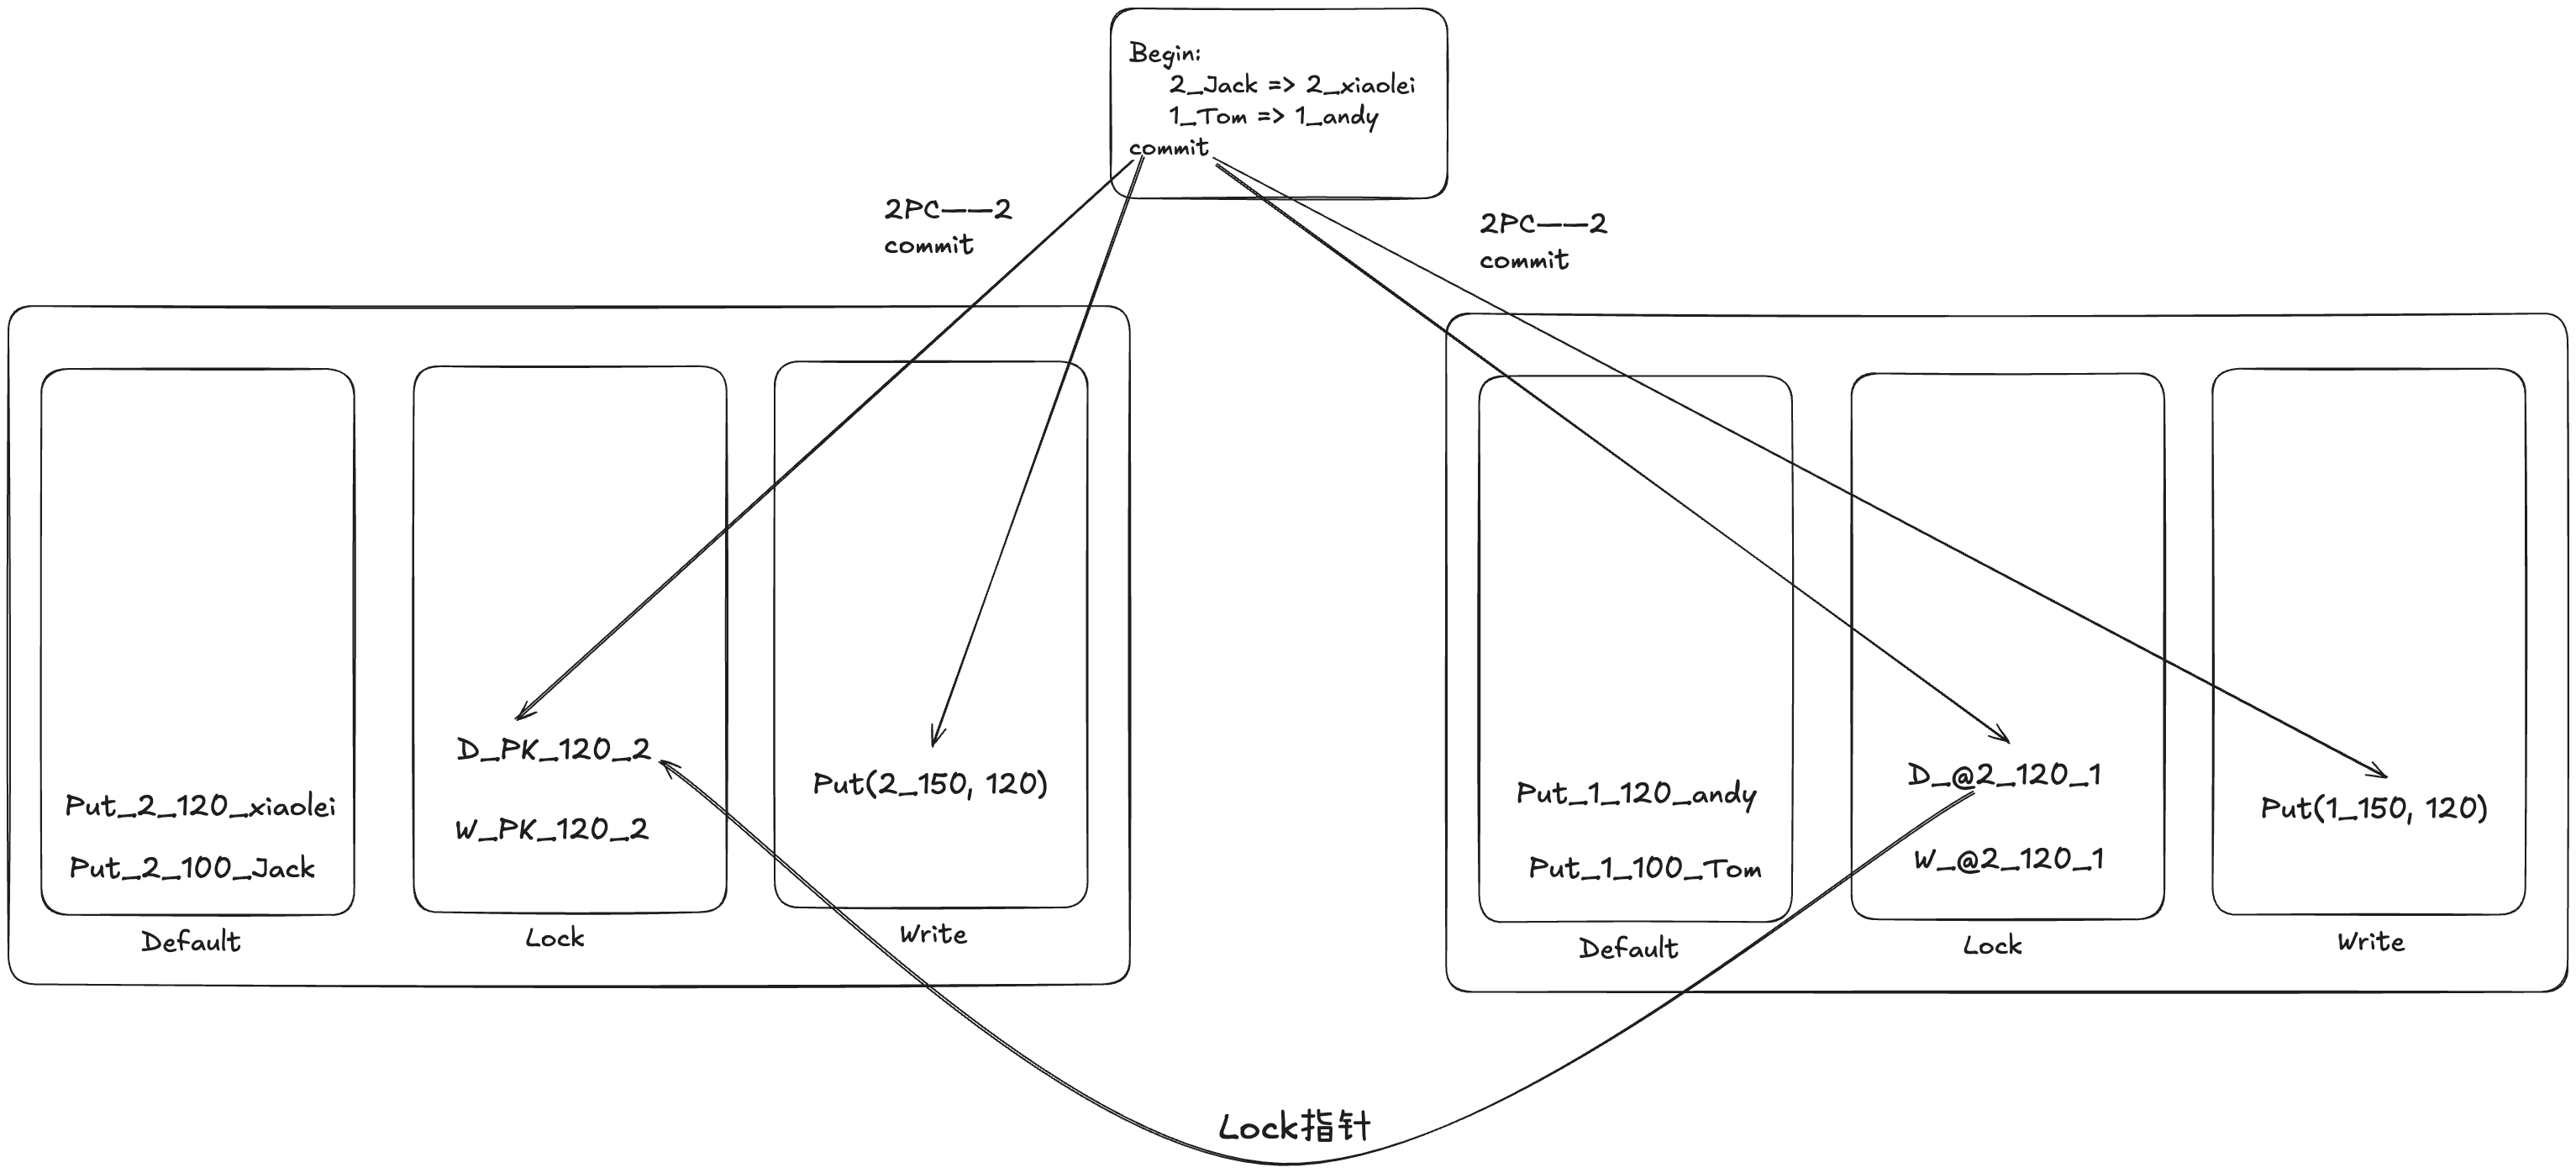 Begin:
2_Jack => 2_xiaolei
1_Tom => 1_andy
commit
2PC——2
commit
2PC——2
commit
D_PK_120_2
W_PK_120_2
Put(2_150, 120)
Put_2_120_xiaolei
Put_2_100_Jack
Default
Lock
Write
D_@2_120_1
W_@2_120_1
Put(1_150, 120)
Put_1_120_andy
Put_1_100_Tom
Default
Lock
Write
Lock指针